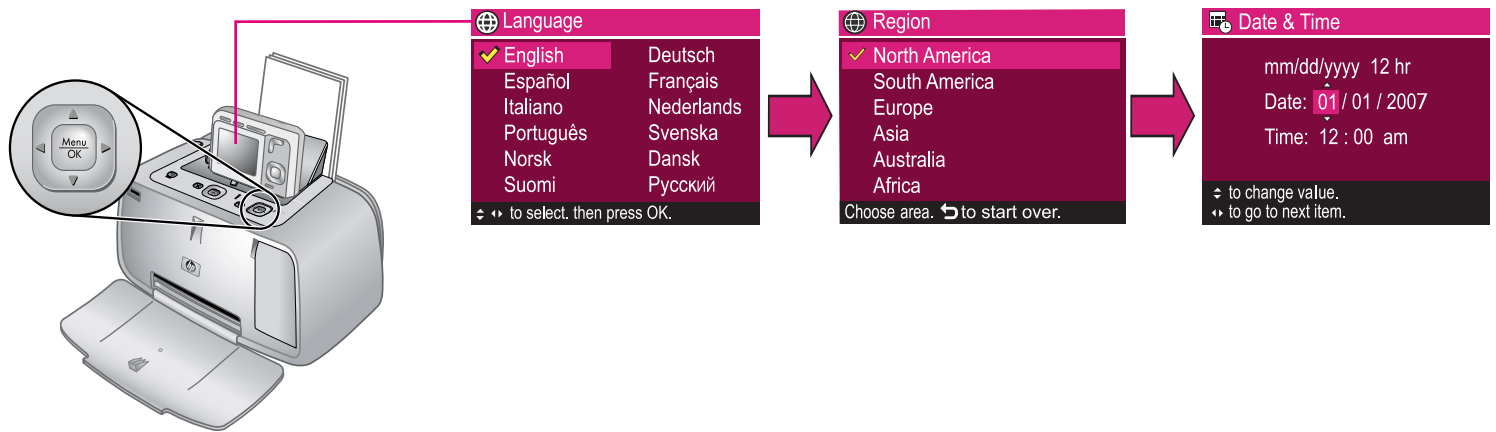 Menu
OK
hp
Language
English Deutsch
Español Français
Italiano Nederlands
Português Svenska
Norsk Dansk
Suomi Русский
to select. then press OK.
Region
North America
South America
Europe
Asia
Australia
Africa
Choose area. to start over.
Date & Time
mm/dd/yyyy 12 hr
Date: 01 / 01 / 2007
Time: 12 : 00 am
to change value.
to go to next item.